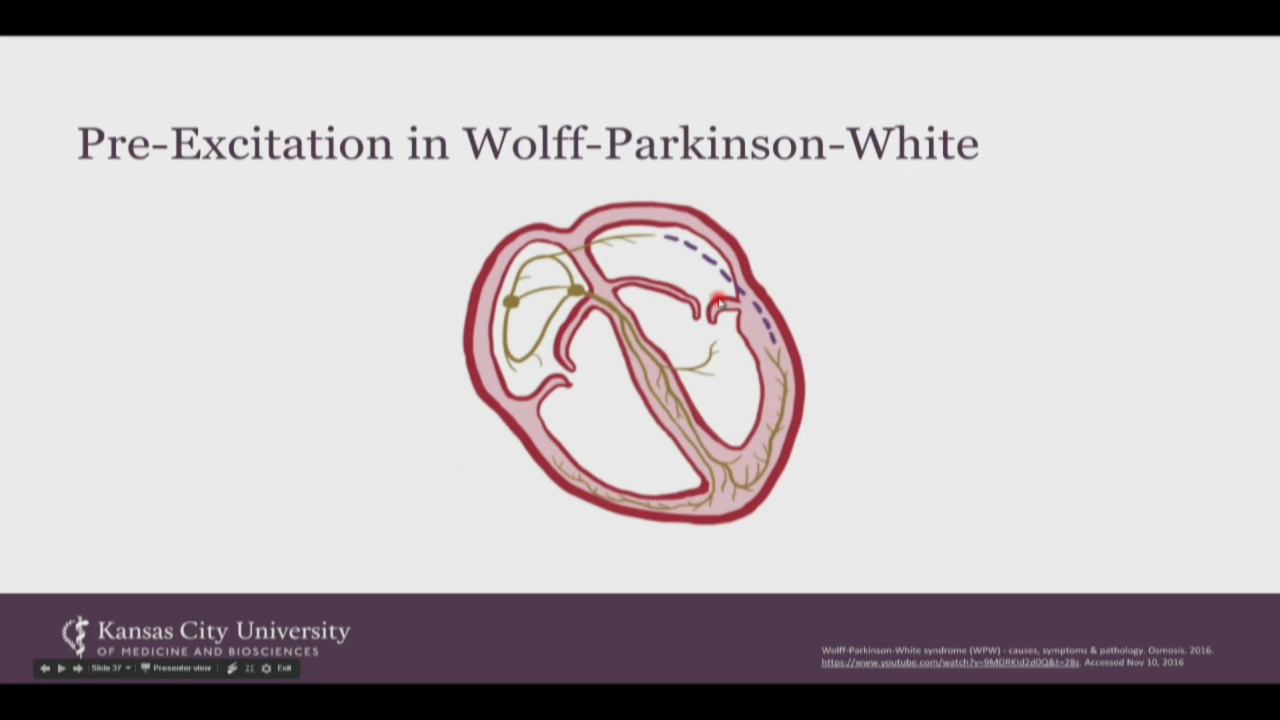 Pre-Excitation in Wolff-Parkinson-White
Kansas City University
OF MEDICINE AND BIOSCIENCES
Slide 37
Presenter view
Exit
Wolff-Parkinson-White syndrome (WPW) - causes, symptoms & pathology. Osmosis. 2016.
Accessed Nov 10, 2016